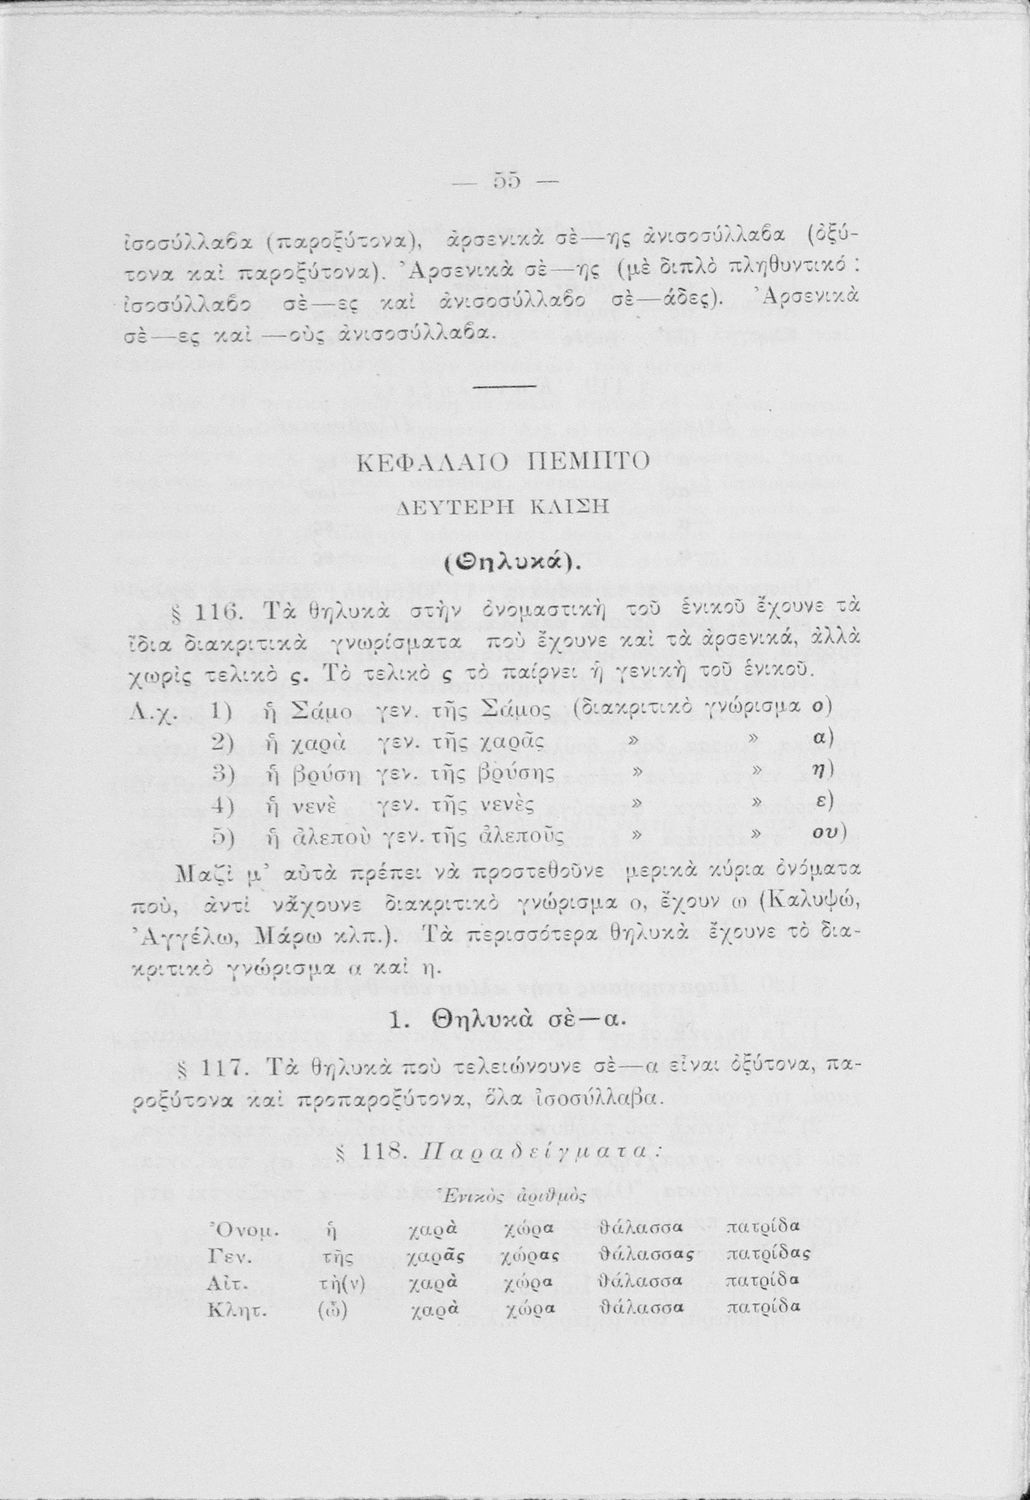 — 55 —
ἰσοσύλλαβα (παροξύτονα), ἀρσενικὰ σὲ—ης ἀνισοσύλλαβα (ὀξύ-
τονα καὶ παροξύτονα). Ἀρσενικὰ σὲ—ης (μὲ διπλὸ πληθυντικό :
ἰσοσύλλαβο σὲ—ες καὶ ἀνισοσύλλαβο σὲ—άδες). Ἀρσενικὰ
σὲ—ες καὶ —οὺς ἀνισοσύλλαβα.
ΚΕΦΑΛΑΙΟ ΠΕΜΠΤΟ
ΔΕΥΤΕΡΗ ΚΛΙΣΗ
(Θηλυκά).
§ 116. Τὰ θηλυκὰ στὴν ὀνομαστικὴ τοῦ ἑνικοῦ ἔχουνε τὰ
ἴδια διακριτικὰ γνωρίσματα ποὺ ἔχουνε καὶ τὰ ἀρσενικά, ἀλλὰ
χωρὶς τελικὸ ς. Τὸ τελικὸ ς τὸ παίρνει ἡ γενικὴ τοῦ ἑνικοῦ.
Λ.χ. 1) ἡ Σάμο γεν. τῆς Σάμος (διακριτικὸ γνώρισμα ο)
2) ἡ χαρὰ γεν. τῆς χαρᾶς » » α)
3) ἡ βρύση γεν. τῆς βρύσης » » η)
4) ἡ νενὲ γεν. τῆς νενὲς » » ε)
5) ἡ ἀλεποὺ γεν. τῆς ἀλεποῦς » » ου)
Μαζὶ μ’ αὐτὰ πρέπει νὰ προστεθοῦνε μερικὰ κύρια ὀνόματα
ποὺ, ἀντὶ νἄχουνε διακριτικὸ γνώρισμα ο, ἔχουν ω (Καλυψώ,
Ἀγγέλω, Μάρω κλπ.). Τὰ περισσότερα θηλυκὰ ἔχουνε τὸ δια-
κριτικὸ γνώρισμα α καὶ η.
1. Θηλυκὰ σὲ—α.
§ 117. Τὰ θηλυκὰ ποὺ τελειώνουνε σὲ—α εἶναι ὀξύτονα, πα-
ροξύτονα καὶ προπαροξύτονα, ὅλα ἰσοσύλλαβα.
§ 118. Παραδείγματα :
Ἑνικὸς ἀριθμὸς
Ὀνομ. ἡ χαρὰ χώρα θάλασσα πατρίδα
Γεν. τῆς χαρᾶς χώρας θάλασσας πατρίδας
Αἰτ. τὴ(ν) χαρὰ χώρα θάλασσα πατρίδα
Κλητ. (ὦ) χαρὰ χώρα θάλασσα πατρίδα